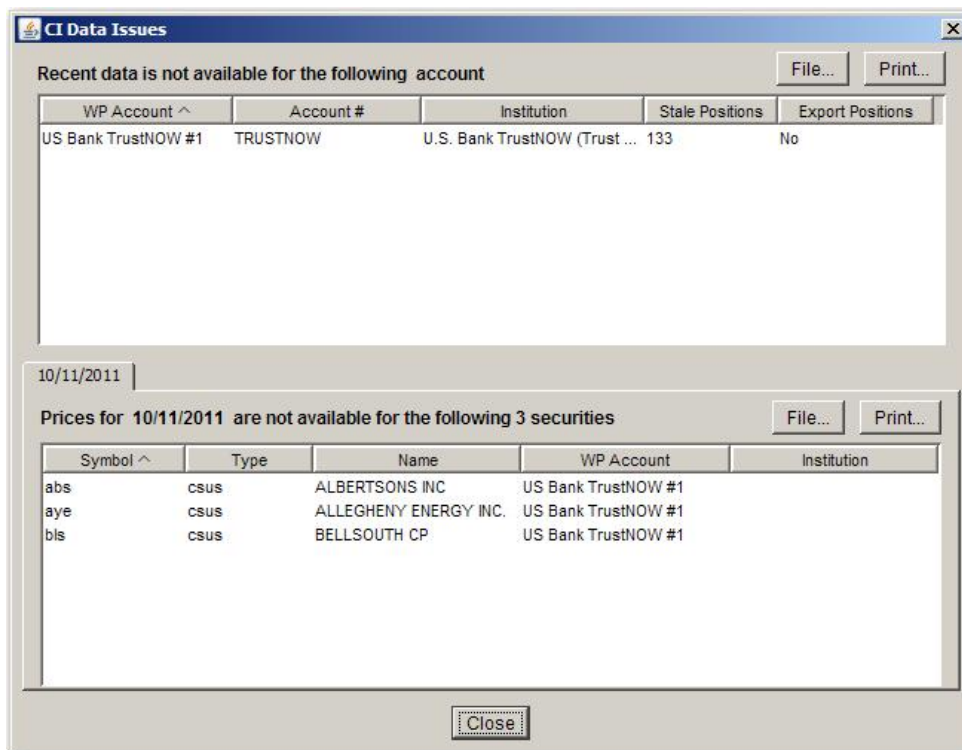 CI Data Issues
Recent data is not available for the following account
File... Print...
WP Account Account # Institution Stale Positions Export Positions
US Bank TrustNOW #1 TRUSTNOW U.S. Bank TrustNOW (Trust ... 133 No
10/11/2011
Prices for 10/11/2011 are not available for the following 3 securities
File... Print...
Symbol Type Name WP Account Institution
abs csus ALBERTSONS INC US Bank TrustNOW #1
aye csus ALLEGHENY ENERGY INC. US Bank TrustNOW #1
bls csus BELLSOUTH CP US Bank TrustNOW #1
Close